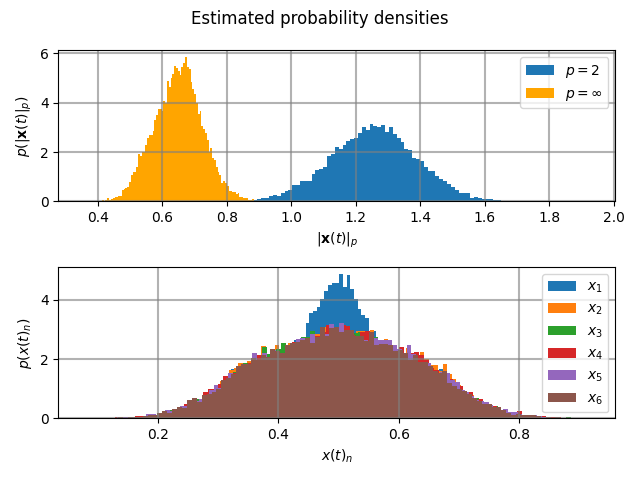 Estimated probability densities
6
4
2
0
p(|x(t)|p)
p = 2
p = ∞
0.4 0.6 0.8 1.0 1.2 1.4 1.6 1.8 2.0
|x(t)|p
4
2
0
p(x(t)n)
x1
x2
x3
x4
x5
x6
0.2 0.4 0.6 0.8
x(t)n